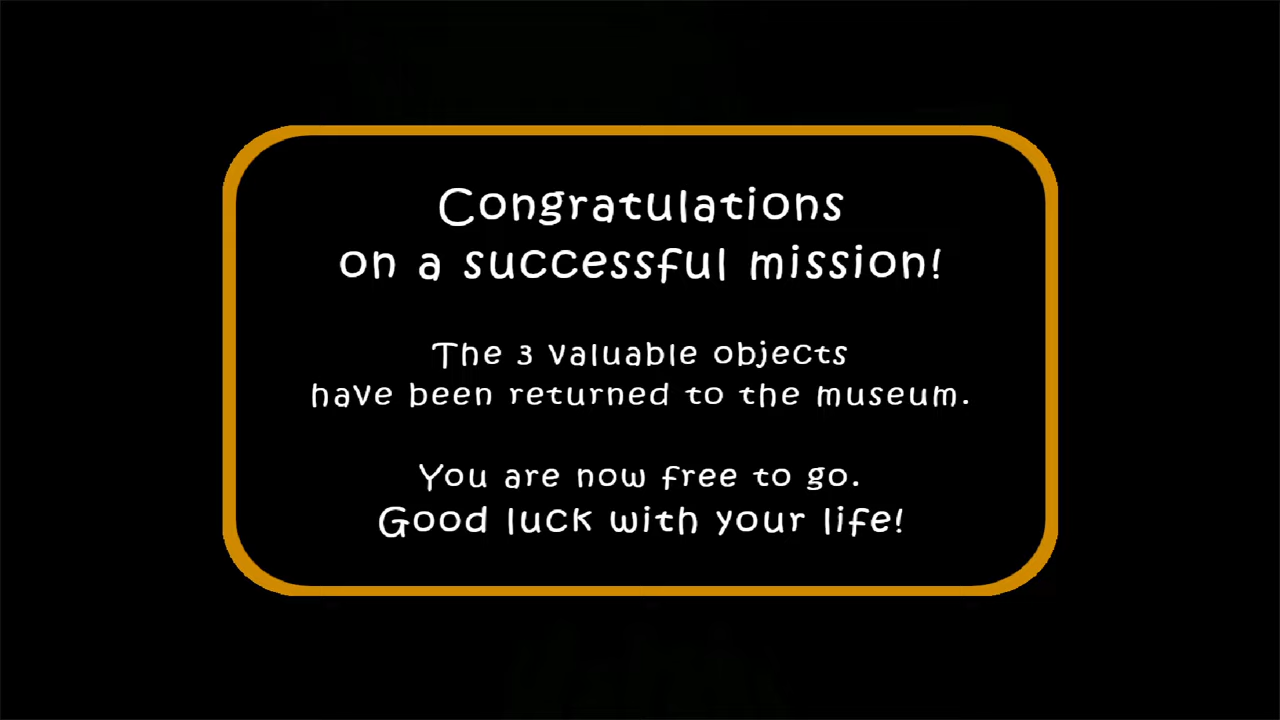 Congratulations
on a successful mission!
The 3 valuable objects
have been returned to the museum.
You are now free to go.
Good luck with your life!